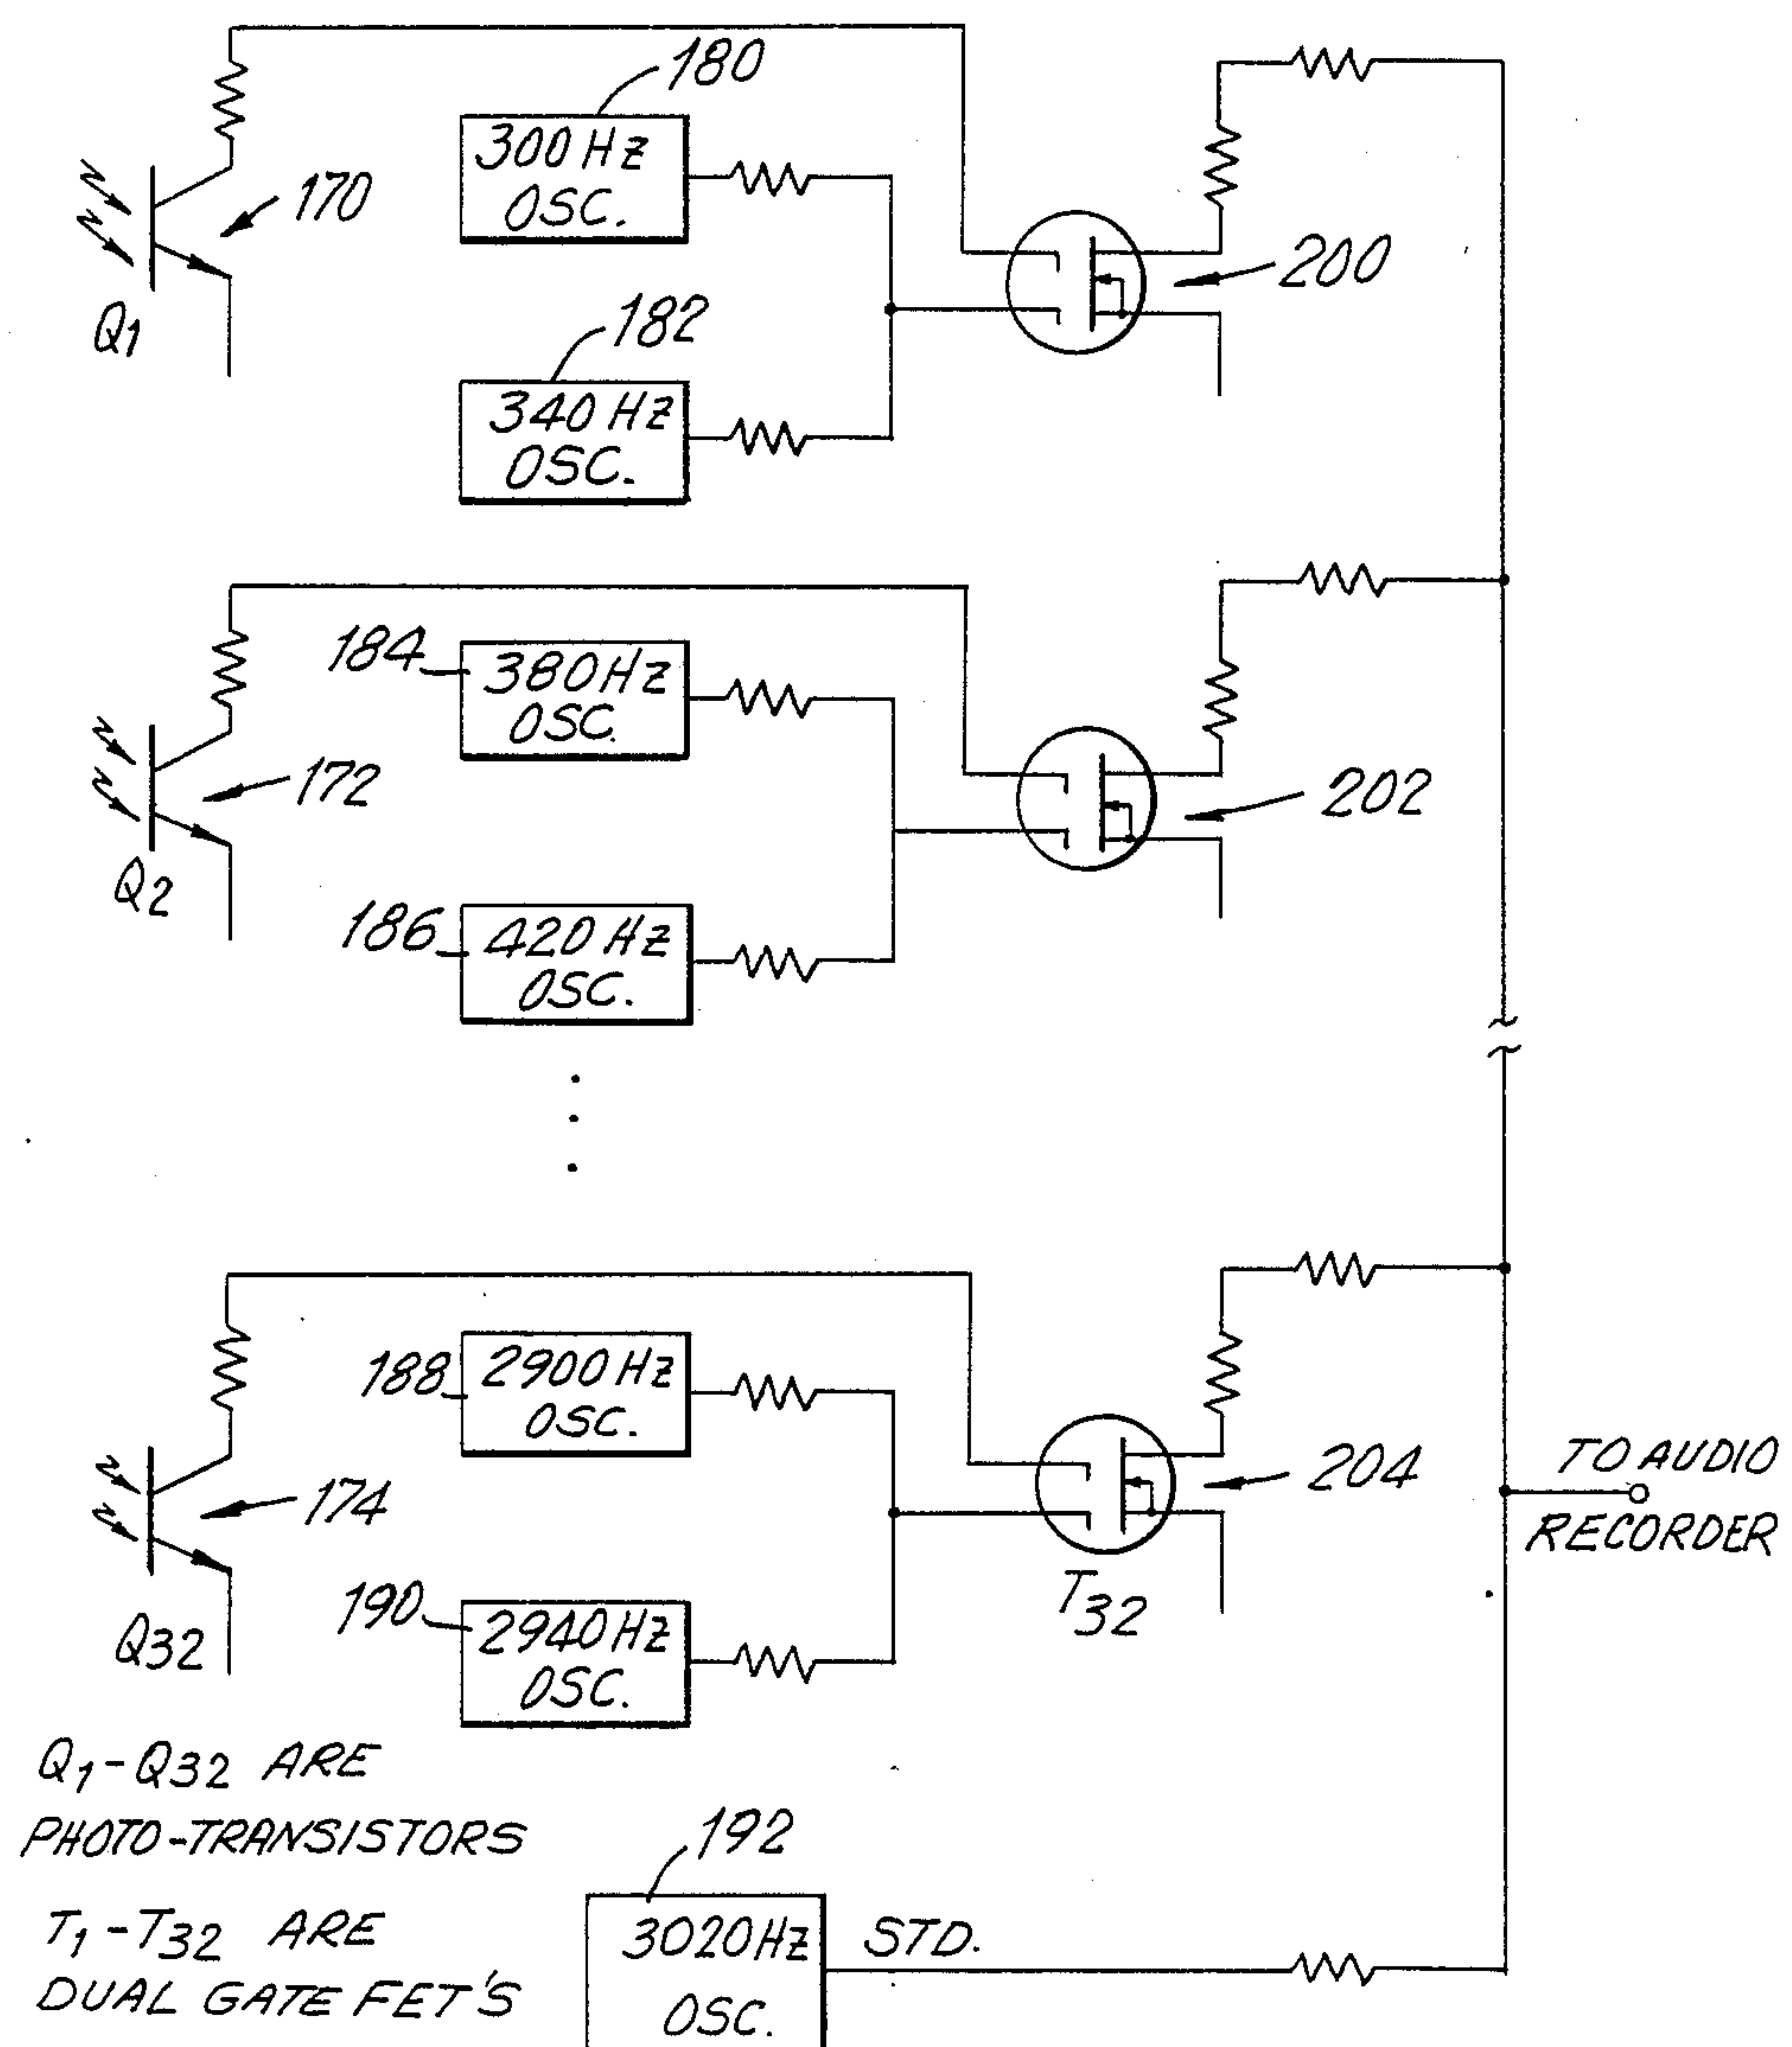 180
300 HZ
OSC.
170
200
Q1
182
340 HZ
OSC.
184
380 HZ
OSC.
172
202
Q2
186
420 HZ
OSC.
188
2900 HZ
OSC.
174
204
TO AUDIO
RECORDER
T32
190
2940 HZ
OSC.
Q32
Q1-Q32 ARE
PHOTO-TRANSISTORS
192
T1-T32 ARE
DUAL GATE FET'S
3020 HZ
OSC.
STD.